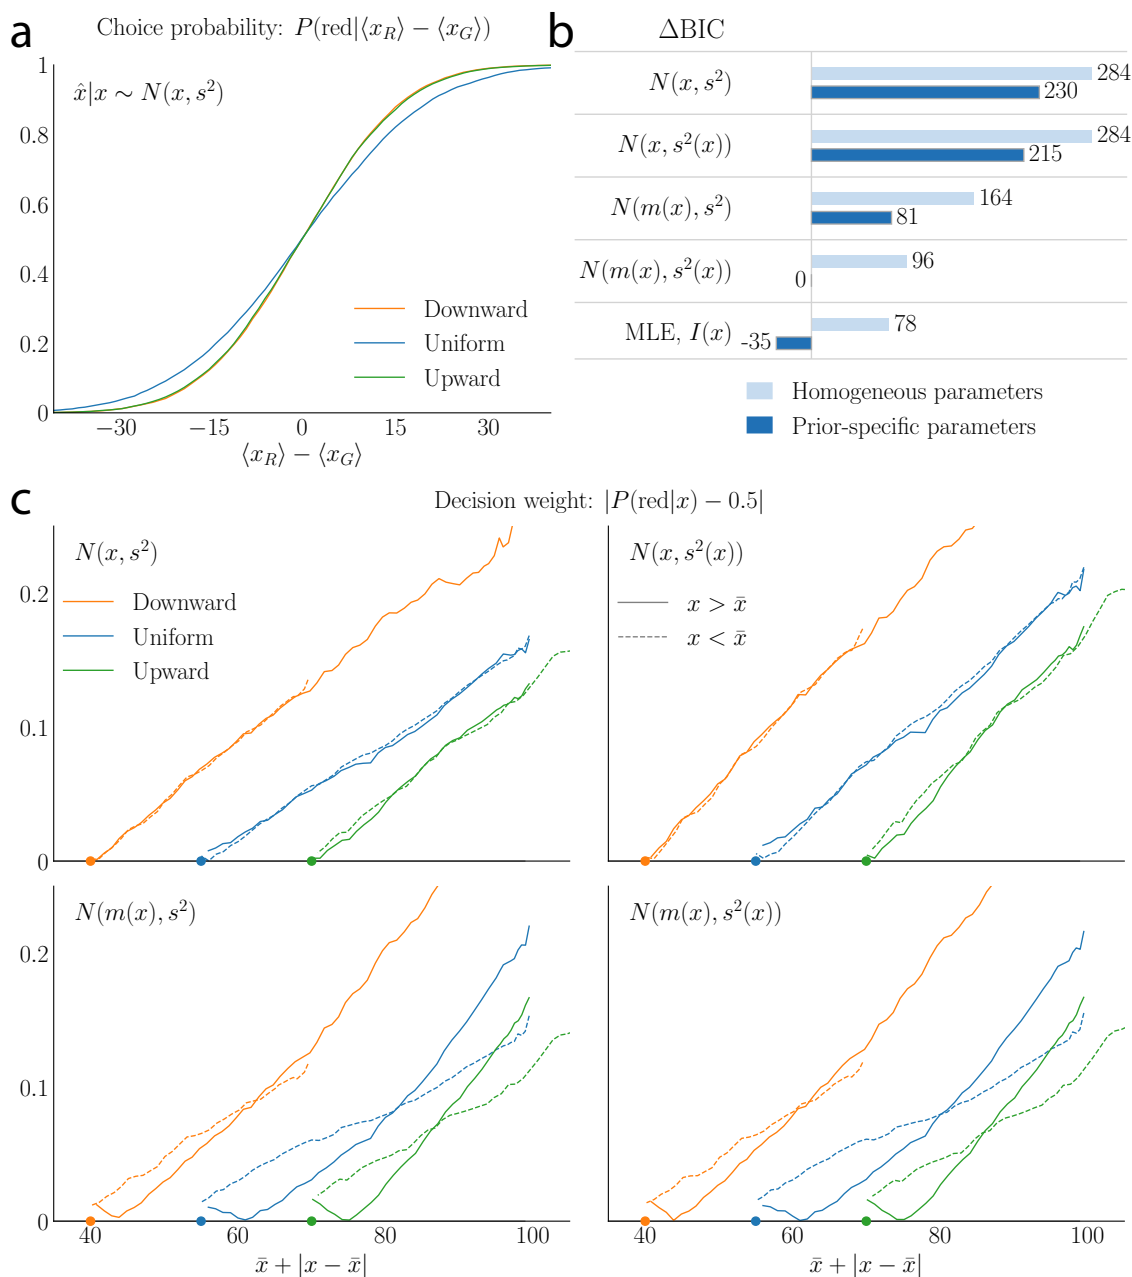 a
Choice probability: P(red|⟨x_R⟩ − ⟨x_G⟩)
x̂|x ∼ N(x, s²)
1
0.8
0.6
0.4
0.2
0
Downward
Uniform
Upward
−30 −15 0 15 30
⟨x_R⟩ − ⟨x_G⟩
b
ΔBIC
N(x, s²) 284
230
N(x, s²(x)) 284
215
N(m(x), s²) 164
81
N(m(x), s²(x)) 96
0
MLE, I(x) 78
-35
Homogeneous parameters
Prior-specific parameters
c
Decision weight: |P(red|x) − 0.5|
N(x, s²)
Downward
Uniform
Upward
0.2
0.1
0
N(x, s²(x))
x > x̄
x < x̄
N(m(x), s²)
0.2
0.1
0
40 60 80 100
x̄ + |x − x̄|
N(m(x), s²(x))
40 60 80 100
x̄ + |x − x̄|